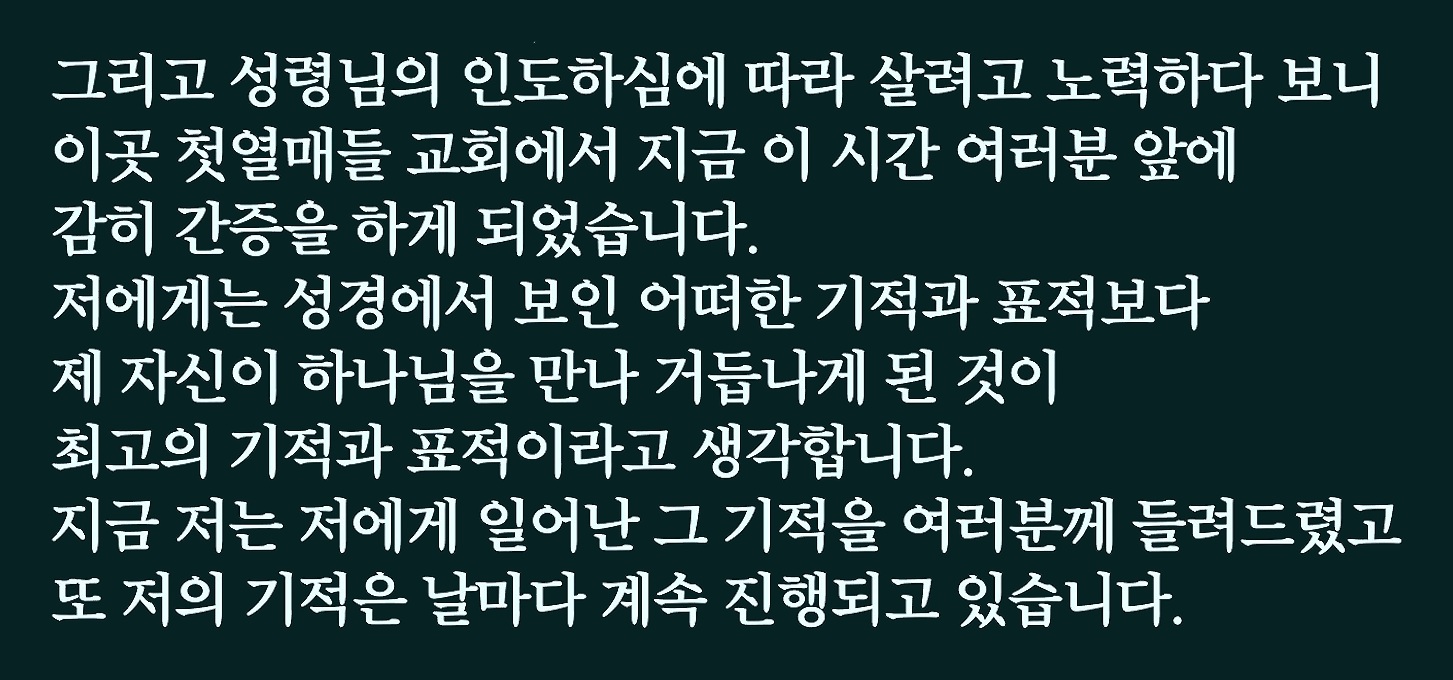 그리고 성령님의 인도하심에 따라 살려고 노력하다 보니
이곳 첫열매들 교회에서 지금 이 시간 여러분 앞에
감히 간증을 하게 되었습니다.
저에게는 성경에서 보인 어떠한 기적과 표적보다
제 자신이 하나님을 만나 거듭나게 된 것이
최고의 기적과 표적이라고 생각합니다.
지금 저는 저에게 일어난 그 기적을 여러분께 들려드렸고
또 저의 기적은 날마다 계속 진행되고 있습니다.